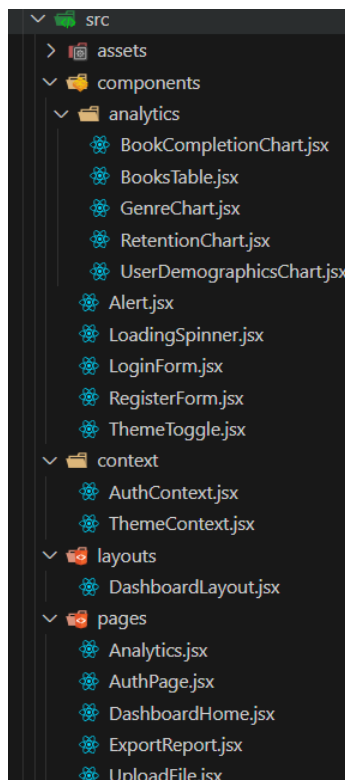 src
assets
components
analytics
BookCompletionChart.jsx
BooksTable.jsx
GenreChart.jsx
RetentionChart.jsx
UserDemographicsChart.jsx
Alert.jsx
LoadingSpinner.jsx
LoginForm.jsx
RegisterForm.jsx
ThemeToggle.jsx
context
AuthContext.jsx
ThemeContext.jsx
layouts
DashboardLayout.jsx
pages
Analytics.jsx
AuthPage.jsx
DashboardHome.jsx
ExportReport.jsx
UploadFile.jsx